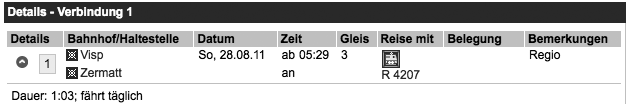 Details - Verbindung 1
Details Bahnhof/Haltestelle Datum Zeit Gleis Reise mit Belegung Bemerkungen
1 Visp So, 28.08.11 ab 05:29 3 Regio
Zermatt an R 4207
Dauer: 1:03; fährt täglich